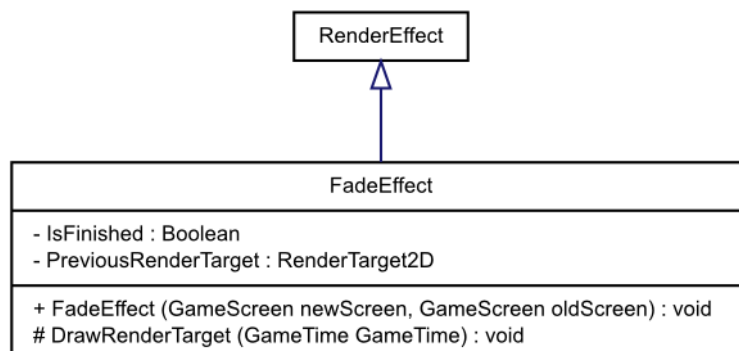 RenderEffect
FadeEffect
- IsFinished : Boolean
- PreviousRenderTarget : RenderTarget2D
+ FadeEffect (GameScreen newScreen, GameScreen oldScreen) : void
# DrawRenderTarget (GameTime GameTime) : void